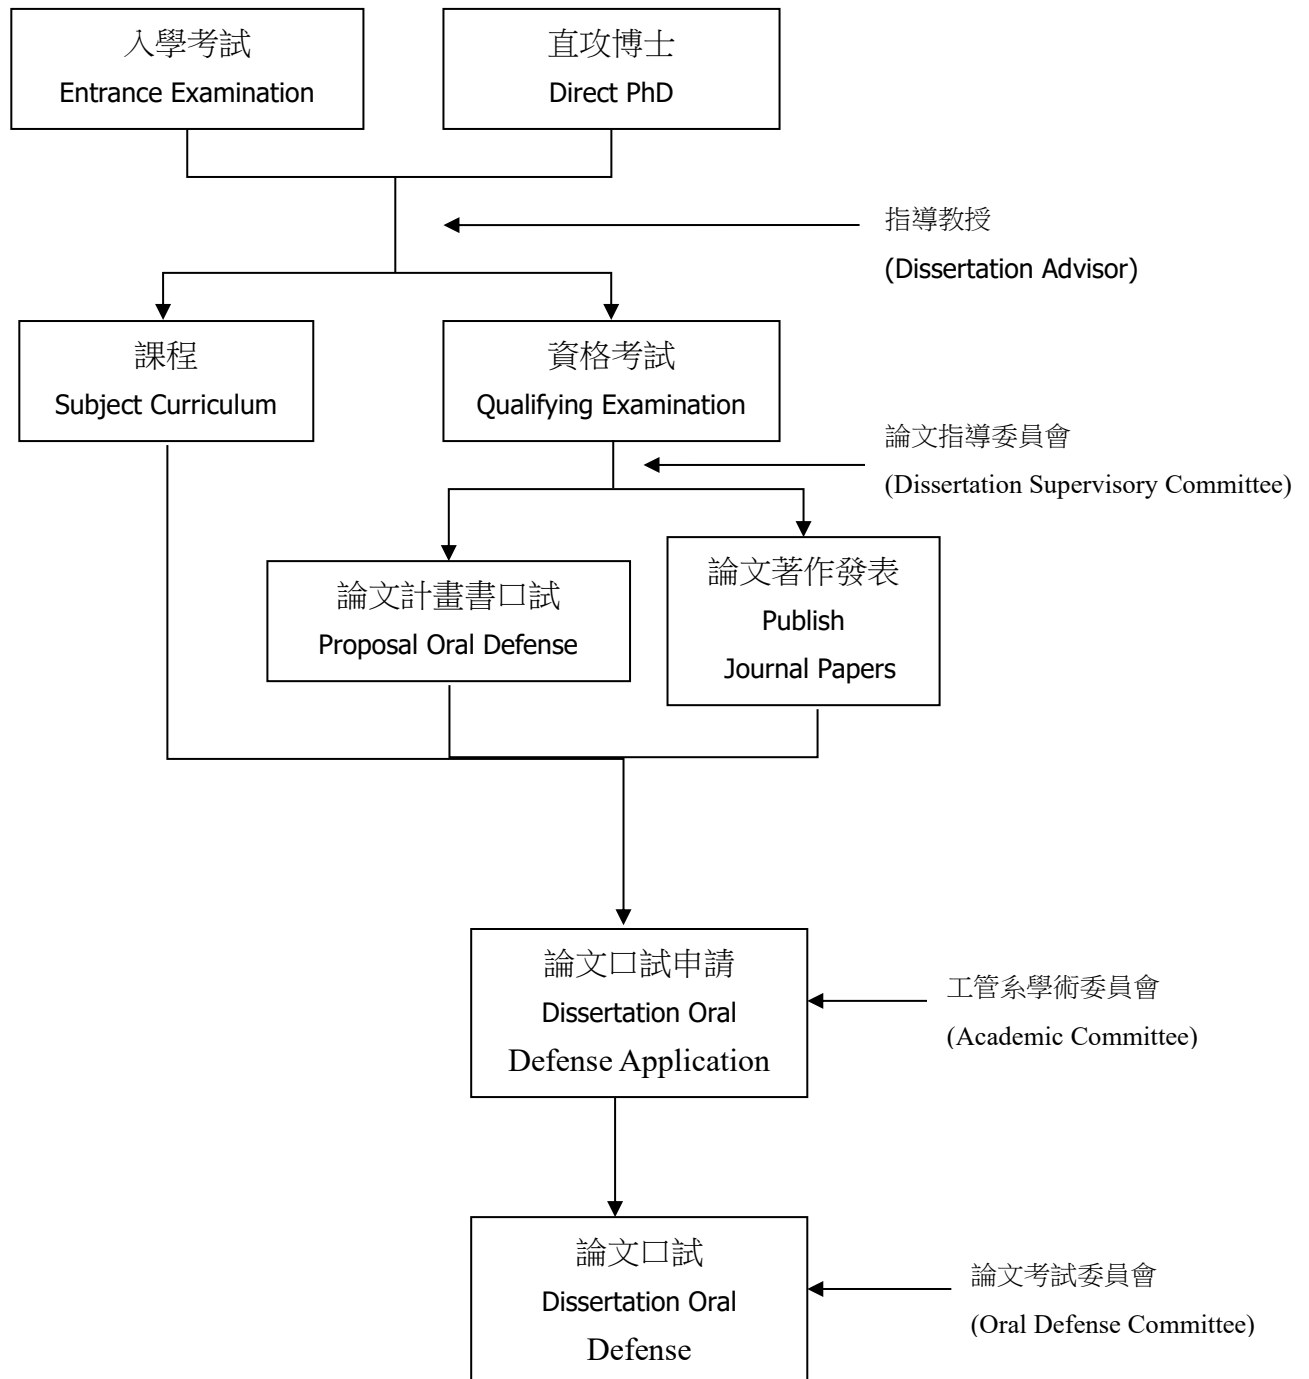 入學考試
Entrance Examination
直攻博士
Direct PhD
指導教授
(Dissertation Advisor)
課程
Subject Curriculum
資格考試
Qualifying Examination
論文指導委員會
(Dissertation Supervisory Committee)
論文計畫書口試
Proposal Oral Defense
論文著作發表
Publish
Journal Papers
論文口試申請
Dissertation Oral
Defense Application
工管系學術委員會
(Academic Committee)
論文口試
Dissertation Oral
Defense
論文考試委員會
(Oral Defense Committee)